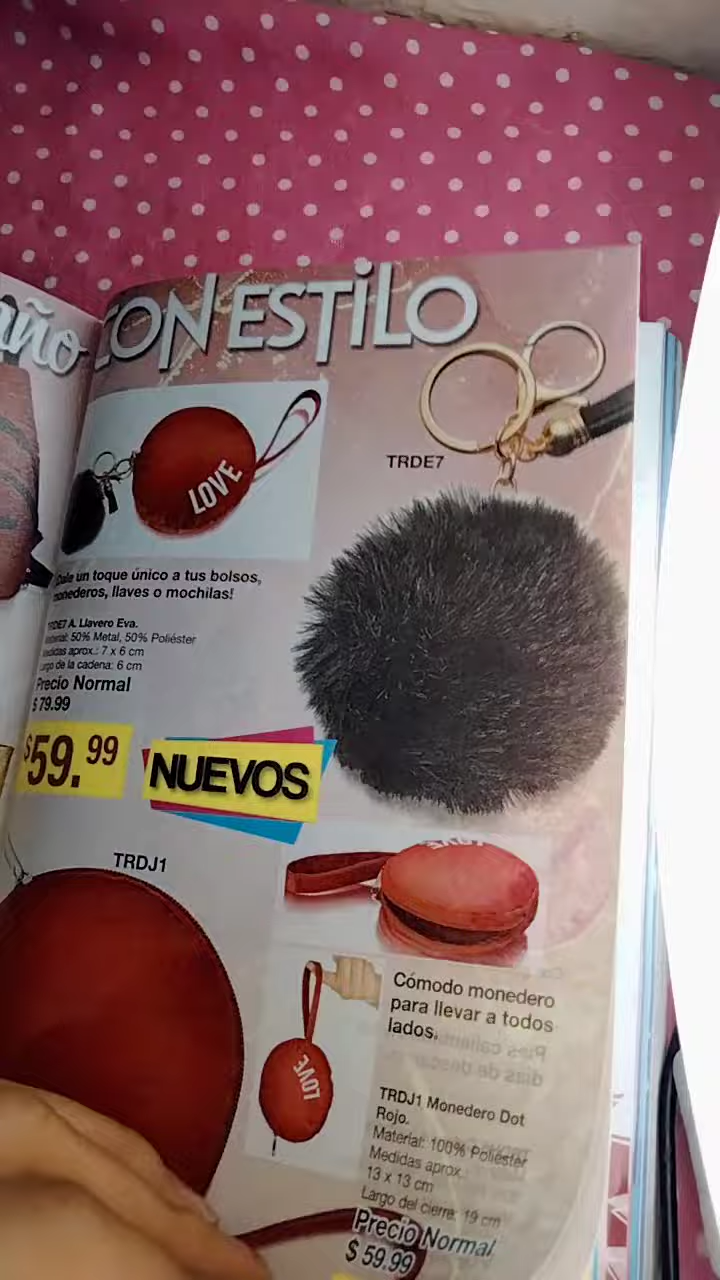 año
CON ESTILO
LOVE
TRDE7
¡Dale un toque único a tus bolsos,
monederos, llaves o mochilas!
TRDE7 A. Llavero Eva.
Material: 50% Metal, 50% Poliéster
Medidas aprox.: 7 x 6 cm
Largo de la cadena: 6 cm
Precio Normal
$79.99
$59.99
NUEVOS
TRDJ1
LOVE
LOVE
Cómodo monedero
para llevar a todos
lados.
TRDJ1 Monedero Dot
Rojo.
Material: 100% Poliéster
Medidas aprox.:
13 x 13 cm
Largo del cierre: 19 cm
Precio Normal
$59.99